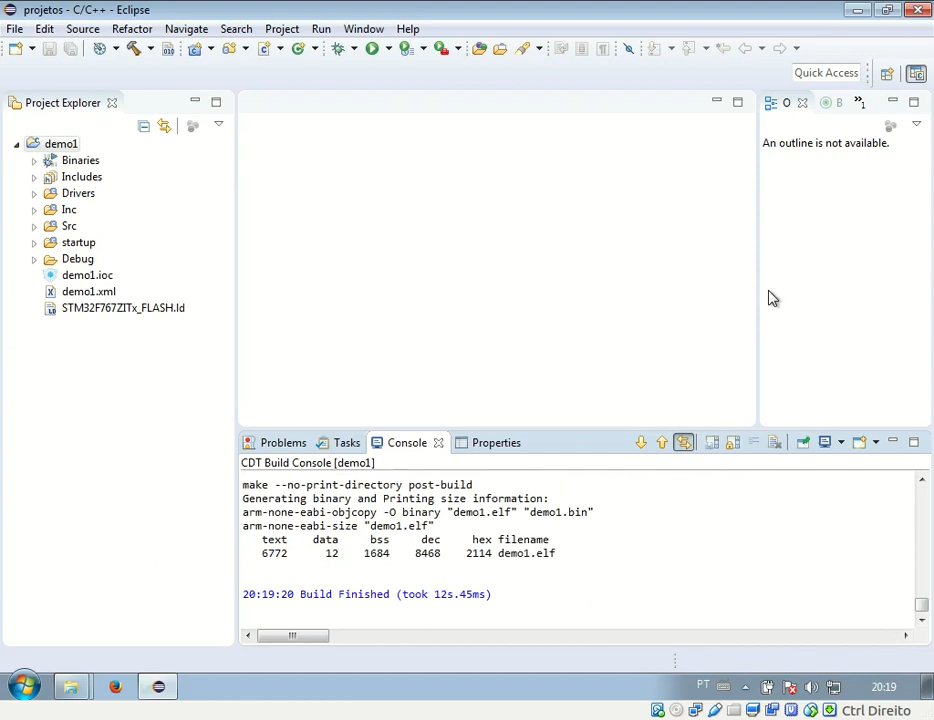 projetos - C/C++ - Eclipse
File Edit Source Refactor Navigate Search Project Run Window Help
Quick Access
Project Explorer
demo1
Binaries
Includes
Drivers
Inc
Src
startup
Debug
demo1.ioc
demo1.xml
STM32F767ZITx_FLASH.ld
O B »1
An outline is not available.
Problems Tasks Console Properties
CDT Build Console [demo1]
make --no-print-directory post-build
Generating binary and Printing size information:
arm-none-eabi-objcopy -O binary "demo1.elf" "demo1.bin"
arm-none-eabi-size "demo1.elf"
text data bss dec hex filename
6772 12 1684 8468 2114 demo1.elf
20:19:20 Build Finished (took 12s.45ms)
PT 20:19
Ctrl Direito